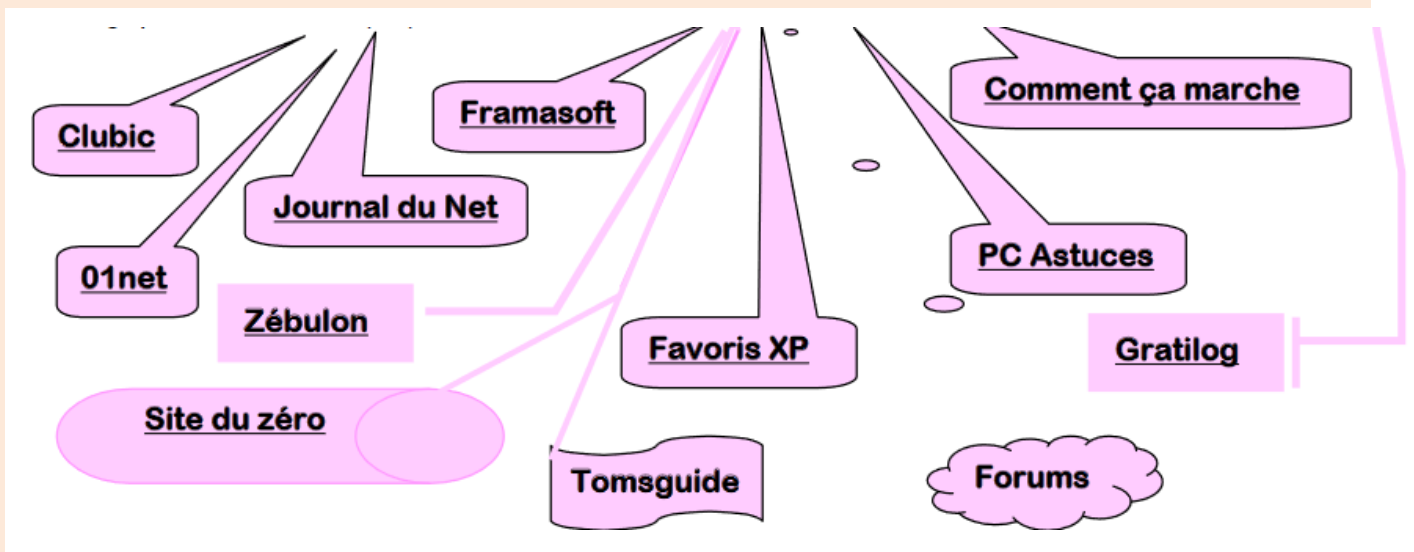 Comment ça marche
Framasoft
Clubic
Journal du Net
PC Astuces
01net
Zébulon
Favoris XP
Gratilog
Site du zéro
Tomsguide
Forums